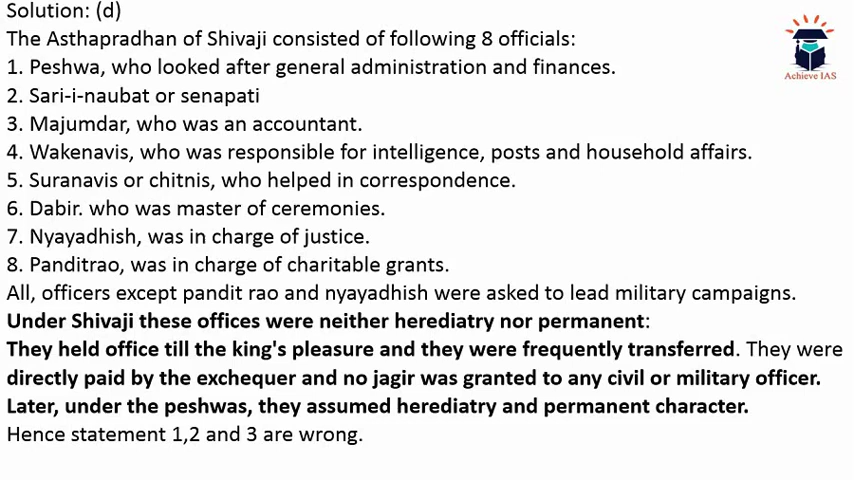 Solution: (d)
The Asthapradhan of Shivaji consisted of following 8 officials:
1. Peshwa, who looked after general administration and finances.
2. Sari-i-naubat or senapati
3. Majumdar, who was an accountant.
4. Wakenavis, who was responsible for intelligence, posts and household affairs.
5. Suranavis or chitnis, who helped in correspondence.
6. Dabir. who was master of ceremonies.
7. Nyayadhish, was in charge of justice.
8. Panditrao, was in charge of charitable grants.
All, officers except pandit rao and nyayadhish were asked to lead military campaigns.
Under Shivaji these offices were neither herediatry nor permanent:
They held office till the king's pleasure and they were frequently transferred. They were
directly paid by the exchequer and no jagir was granted to any civil or military officer.
Later, under the peshwas, they assumed herediatry and permanent character.
Hence statement 1,2 and 3 are wrong.
Achieve IAS